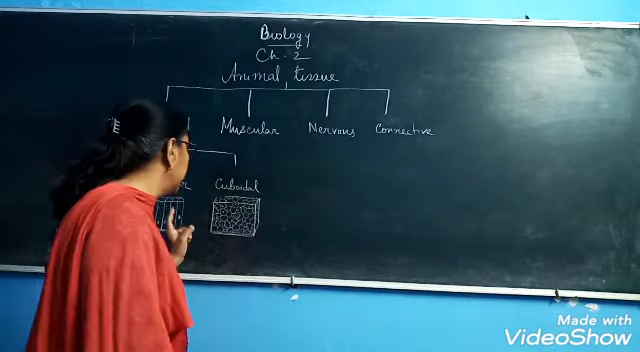 Biology
Ch - 2
Animal tissue
Muscular Nervous Connective
Cuboidal
Made with
VideoShow